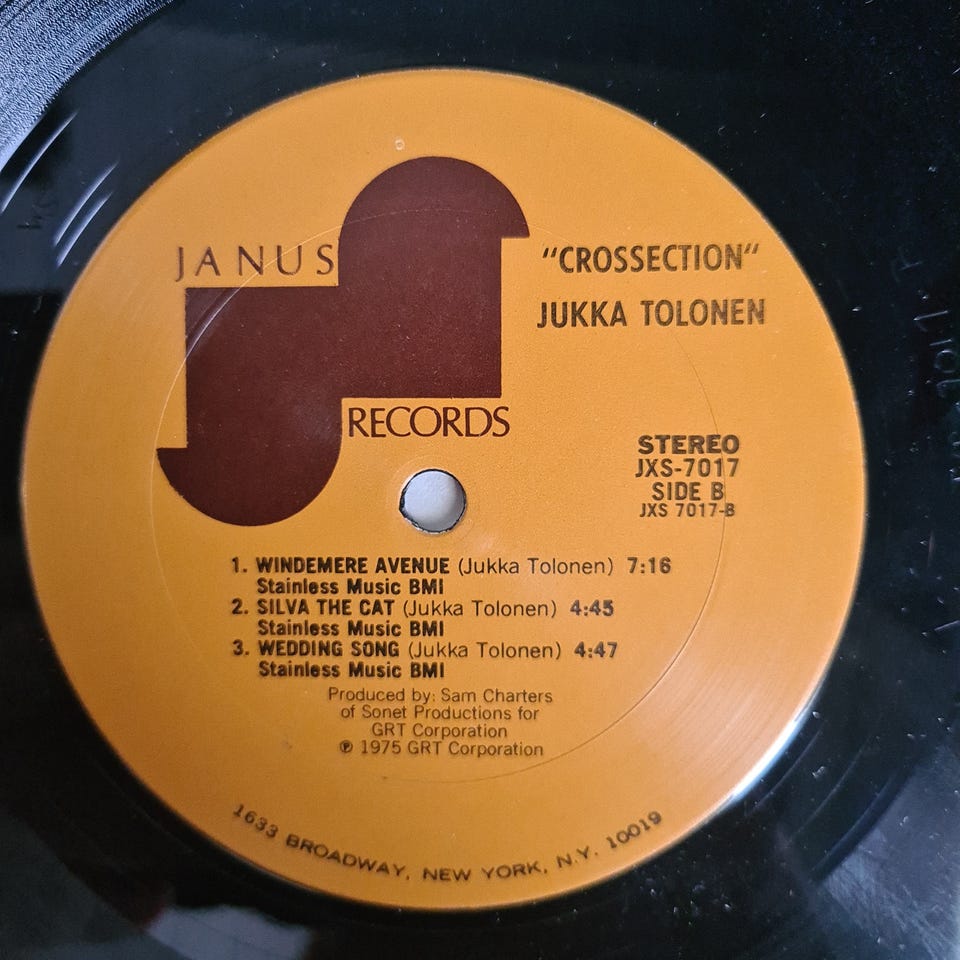 JANUS
RECORDS
“CROSSECTION“
JUKKA TOLONEN
STEREO
JXS-7017
SIDE B
JXS 7017-B
1. WINDEMERE AVENUE (Jukka Tolonen) 7:16
Stainless Music BMI
2. SILVA THE CAT (Jukka Tolonen) 4:45
Stainless Music BMI
3. WEDDING SONG (Jukka Tolonen) 4:47
Stainless Music BMI
Produced by: Sam Charters
of Sonet Productions for
GRT Corporation
℗ 1975 GRT Corporation
1633 BROADWAY, NEW YORK, N.Y. 10019